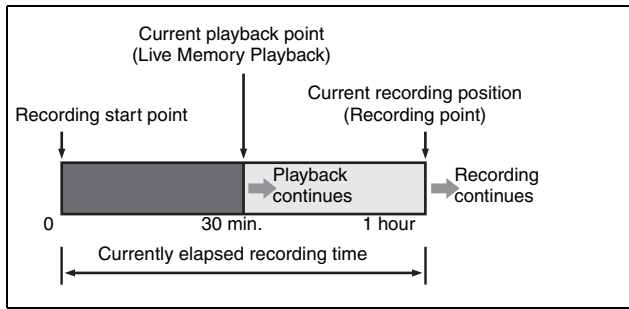 Current playback point
(Live Memory Playback)
Current recording position
(Recording point)
Recording start point
Playback
continues
Recording
continues
0
30 min.
1 hour
Currently elapsed recording time